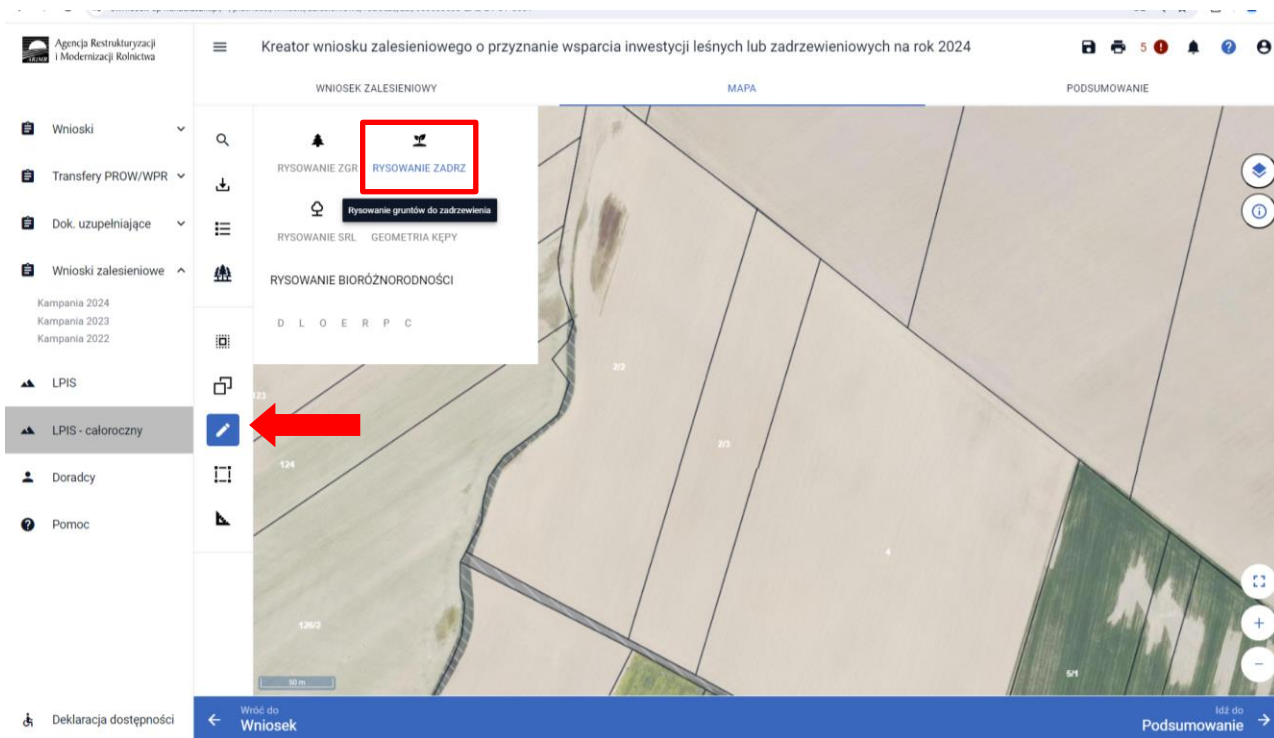 Agencja Restrukturyzacji
i Modernizacji Rolnictwa
ARiMR
Kreator wniosku zalesieniowego o przyznanie wsparcia inwestycji leśnych lub zadrzewieniowych na rok 2024
5
WNIOSEK ZALESIENIOWY
MAPA
PODSUMOWANIE
Wnioski
Transfery PROW/WPR
Dok. uzupełniające
Wnioski zalesieniowe
Kampania 2024
Kampania 2023
Kampania 2022
LPIS
LPIS - całoroczny
Doradcy
Pomoc
Deklaracja dostępności
RYSOWANIE ZGR
RYSOWANIE ZADRZ
Rysowanie gruntów do zadrzewienia
RYSOWANIE SRL
GEOMETRIA KĘPY
RYSOWANIE BIORÓŻNORODNOŚCI
D L O E R P C
2/2
123
2/3
124
4
126/2
5/1
50 m
Wróć do
Wniosek
Idź do
Podsumowanie